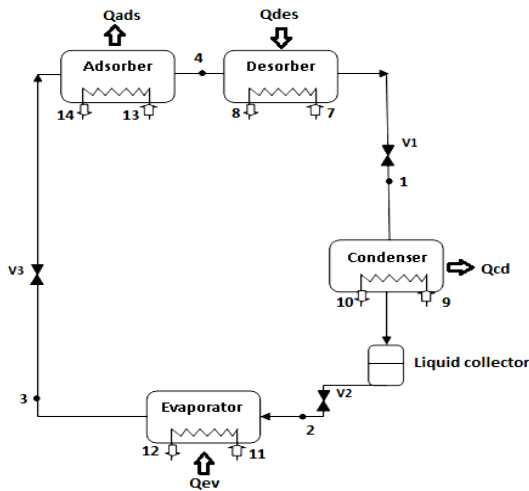 Qads
Qdes
Adsorber
4
Desorber
14
13
8
7
V1
1
Condenser
Qcd
10
9
V3
Liquid collector
V2
3
Evaporator
2
12
11
Qev